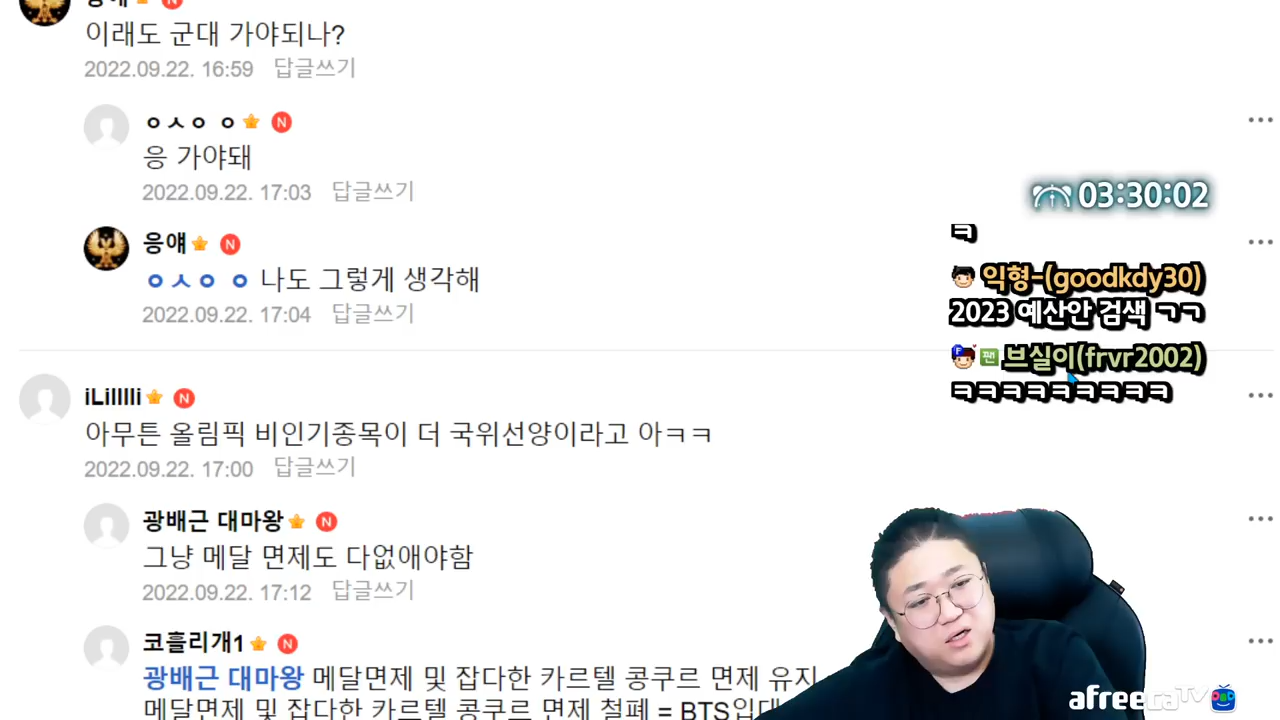 이래도 군대 가야되나?
2022.09.22. 16:59 답글쓰기
ㅇㅅㅇ ㅇ N
응 가야돼
2022.09.22. 17:03 답글쓰기
응애 N
ㅇㅅㅇ ㅇ 나도 그렇게 생각해
2022.09.22. 17:04 답글쓰기
iLilllli N
아무튼 올림픽 비인기종목이 더 국위선양이라고 아ㅋㅋ
2022.09.22. 17:00 답글쓰기
광배근 대마왕 N
그냥 메달 면제도 다없애야함
2022.09.22. 17:12 답글쓰기
코흘리개1 N
광배근 대마왕 메달면제 및 잡다한 카르텔 콩쿠르 면제 유지
메달면제 및 잡다한 카르텔 콩쿠르 면제 철폐 = BTS입대
03:30:02
ㅋ
익형-(goodkdy30)
2023 예산안 검색 ㄱㄱ
F 팬 브실이(frvr2002)
ㅋㅋㅋㅋㅋㅋㅋㅋㅋ
afreecaTV